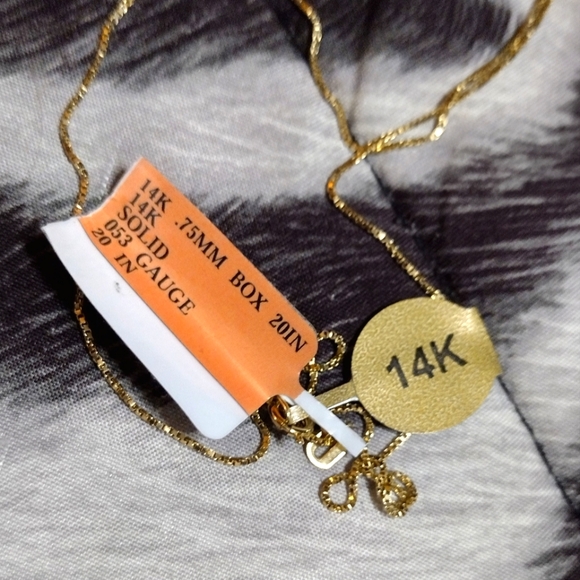 14K .75MM BOX 20IN
14K
SOLID
053 GAUGE
20 IN
14K